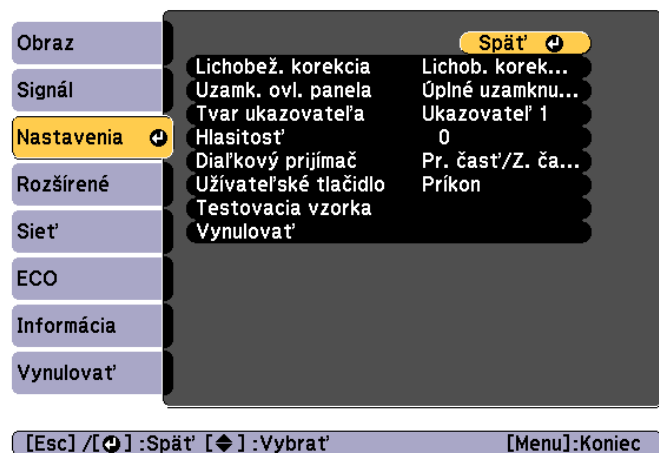 Obraz
Signál
Nastavenia
Rozšírené
Sieť
ECO
Informácia
Vynulovať
Späť
Lichobež. korekcia Lichob. korek...
Uzamk. ovl. panela Úplné uzamknu...
Tvar ukazovateľa Ukazovateľ 1
Hlasitosť 0
Diaľkový prijímač Pr. časť/Z. ča...
Užívateľské tlačidlo Príkon
Testovacia vzorka
Vynulovať
[Esc] /[ ] :Späť [ ] :Vybrať [Menu]:Koniec